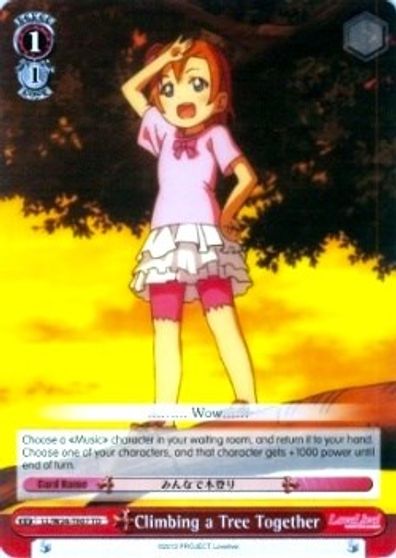 1
1
......... Wow......
Choose a «Music» character in your waiting room, and return it to your hand.
Choose one of your characters, and that character gets +1000 power until
end of turn.
Card Name みんなで木登り
Climbing a Tree Together
LoveLive!
©2013 PROJECT Lovelive!